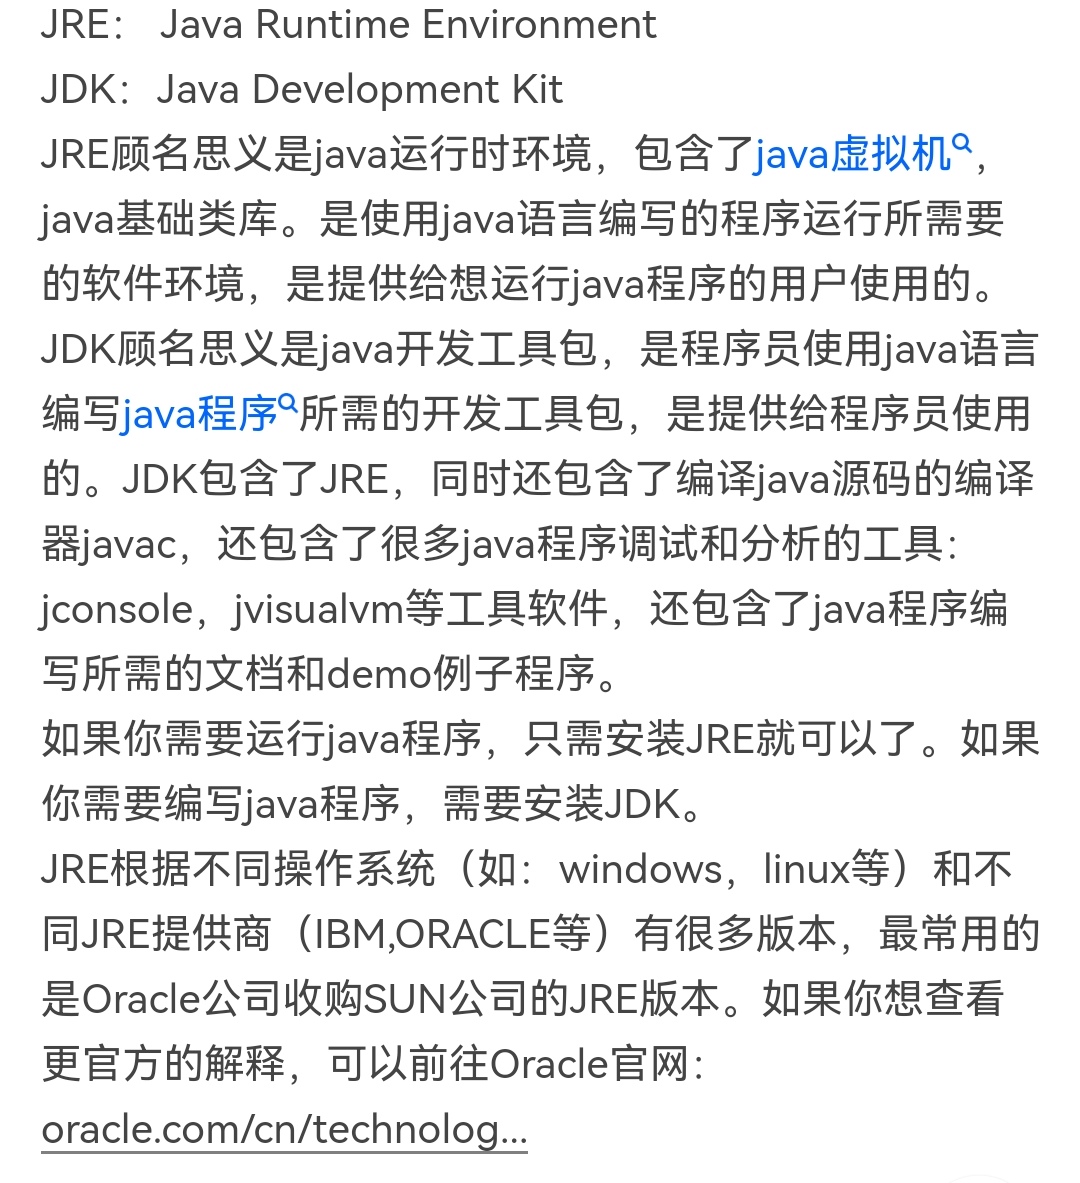 JRE： Java Runtime Environment
JDK：Java Development Kit
JRE顾名思义是java运行时环境，包含了java虚拟机，
java基础类库。是使用java语言编写的程序运行所需要
的软件环境，是提供给想运行java程序的用户使用的。
JDK顾名思义是java开发工具包，是程序员使用java语言
编写java程序所需的开发工具包，是提供给程序员使用
的。JDK包含了JRE，同时还包含了编译java源码的编译
器javac，还包含了很多java程序调试和分析的工具：
jconsole，jvisualvm等工具软件，还包含了java程序编
写所需的文档和demo例子程序。
如果你需要运行java程序，只需安装JRE就可以了。如果
你需要编写java程序，需要安装JDK。
JRE根据不同操作系统（如：windows，linux等）和不
同JRE提供商（IBM,ORACLE等）有很多版本，最常用的
是Oracle公司收购SUN公司的JRE版本。如果你想查看
更官方的解释，可以前往Oracle官网：
oracle.com/cn/technolog...